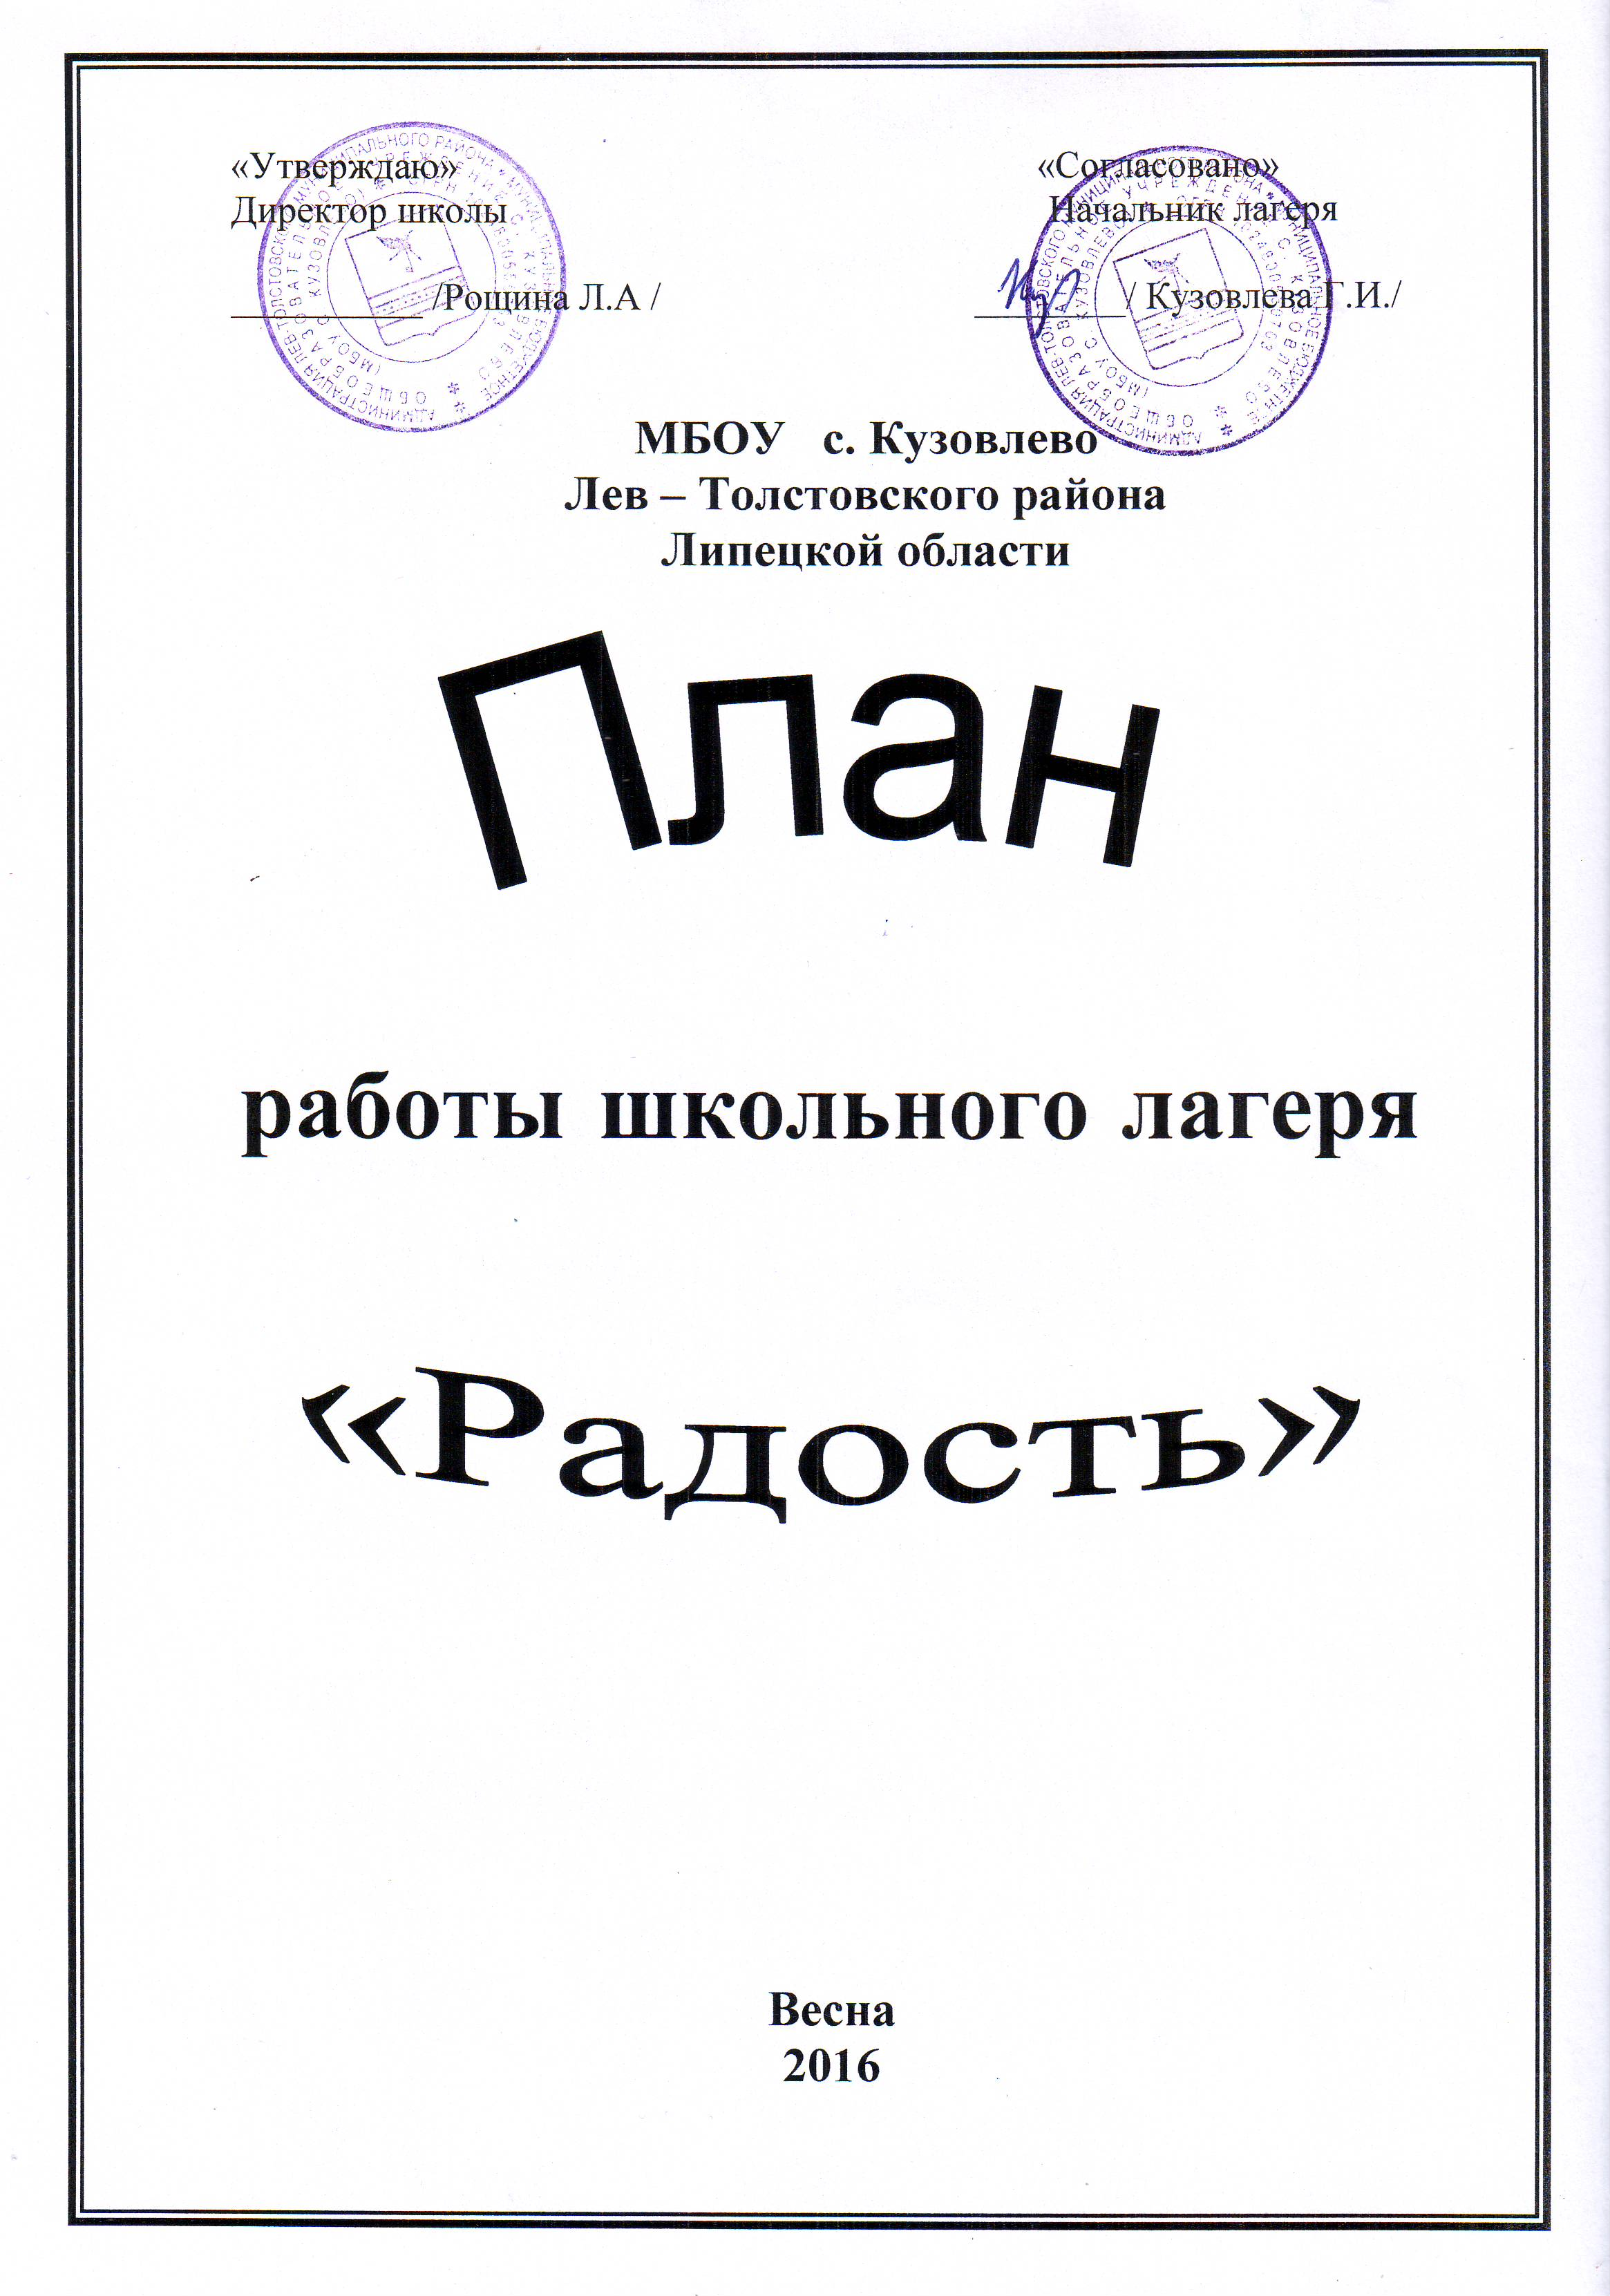 «Утверждаю» «Согласовано»
Директор школы Начальник лагеря
/Рощина Л.А / / Кузовлева Г.И./
МБОУ с. Кузовлево
Лев – Толстовского района
Липецкой области
План
работы школьного лагеря
«Радость»
Весна
2016